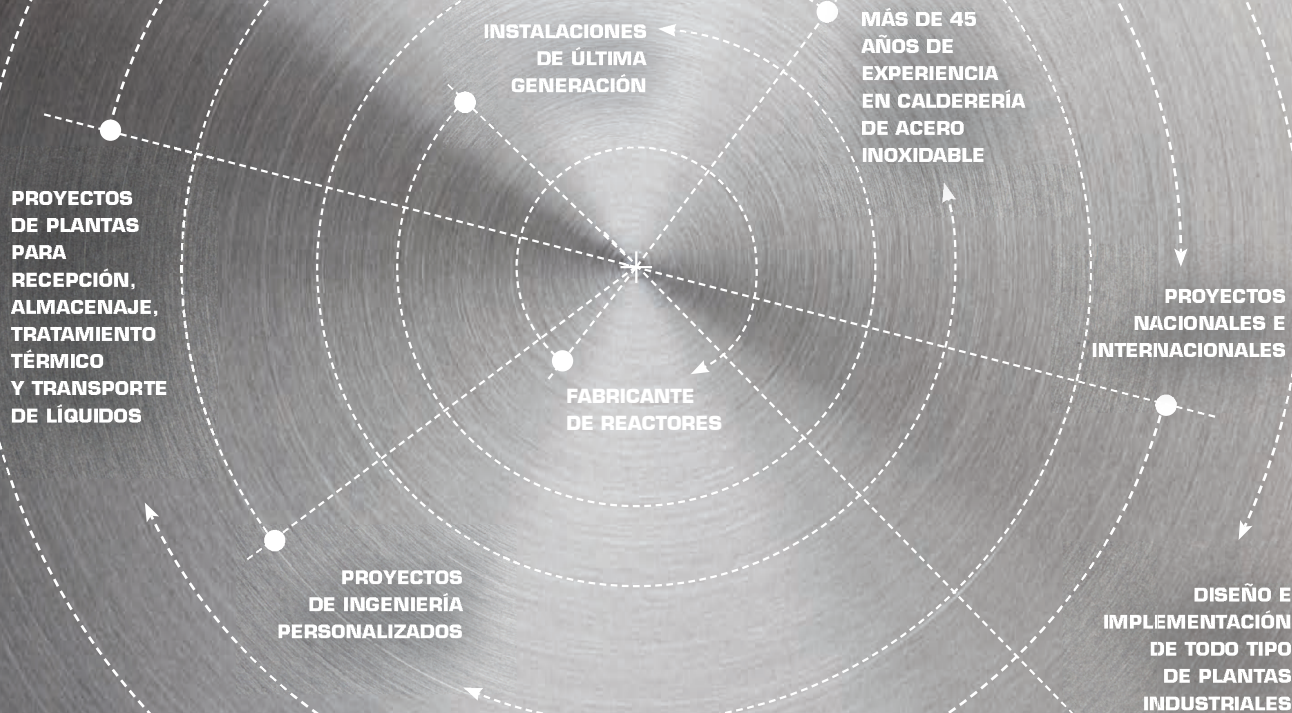 INSTALACIONES
DE ÚLTIMA
GENERACIÓN
MÁS DE 45
AÑOS DE
EXPERIENCIA
EN CALDERERÍA
DE ACERO
INOXIDABLE
PROYECTOS
DE PLANTAS
PARA
RECEPCIÓN,
ALMACENAJE,
TRATAMIENTO
TÉRMICO
Y TRANSPORTE
DE LÍQUIDOS
PROYECTOS
NACIONALES E
INTERNACIONALES
FABRICANTE
DE REACTORES
PROYECTOS
DE INGENIERÍA
PERSONALIZADOS
DISEÑO E
IMPLEMENTACIÓN
DE TODO TIPO
DE PLANTAS
INDUSTRIALES